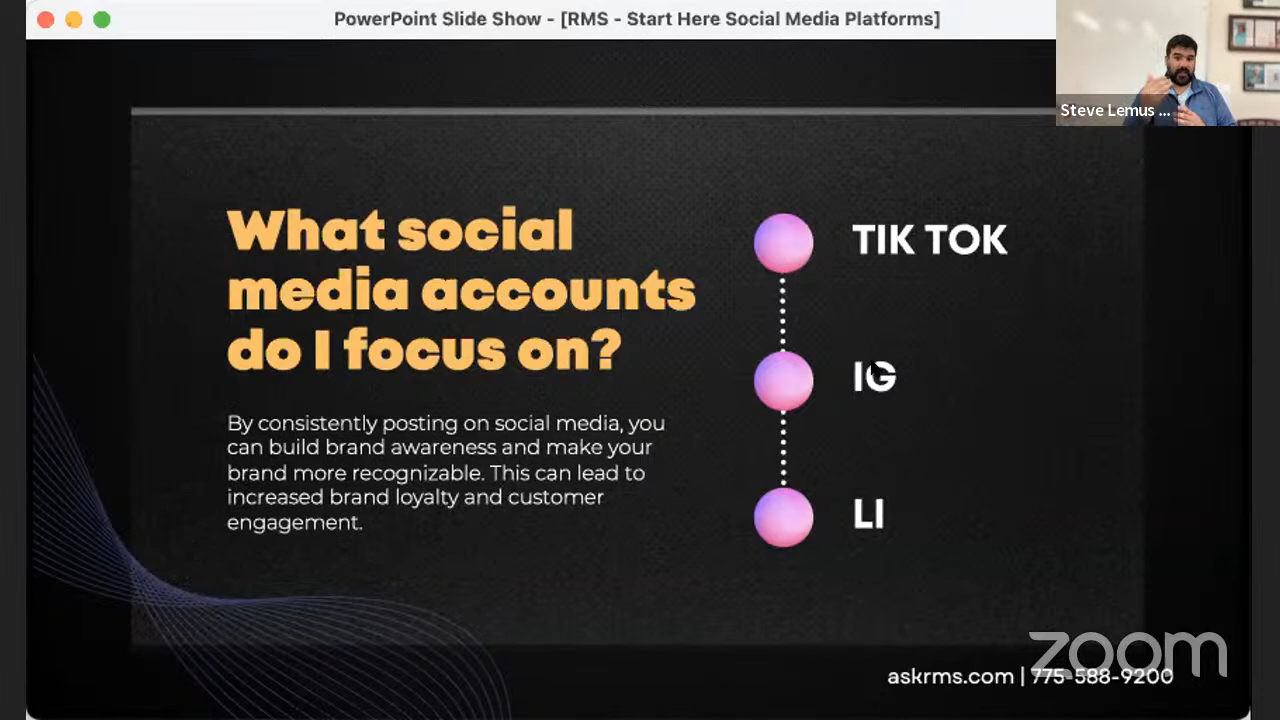 PowerPoint Slide Show - [RMS - Start Here Social Media Platforms]
Steve Lemus ...
What social
media accounts
do I focus on?
By consistently posting on social media, you
can build brand awareness and make your
brand more recognizable. This can lead to
increased brand loyalty and customer
engagement.
TIK TOK
IG
LI
askrms.com | 775-588-9200
zoom